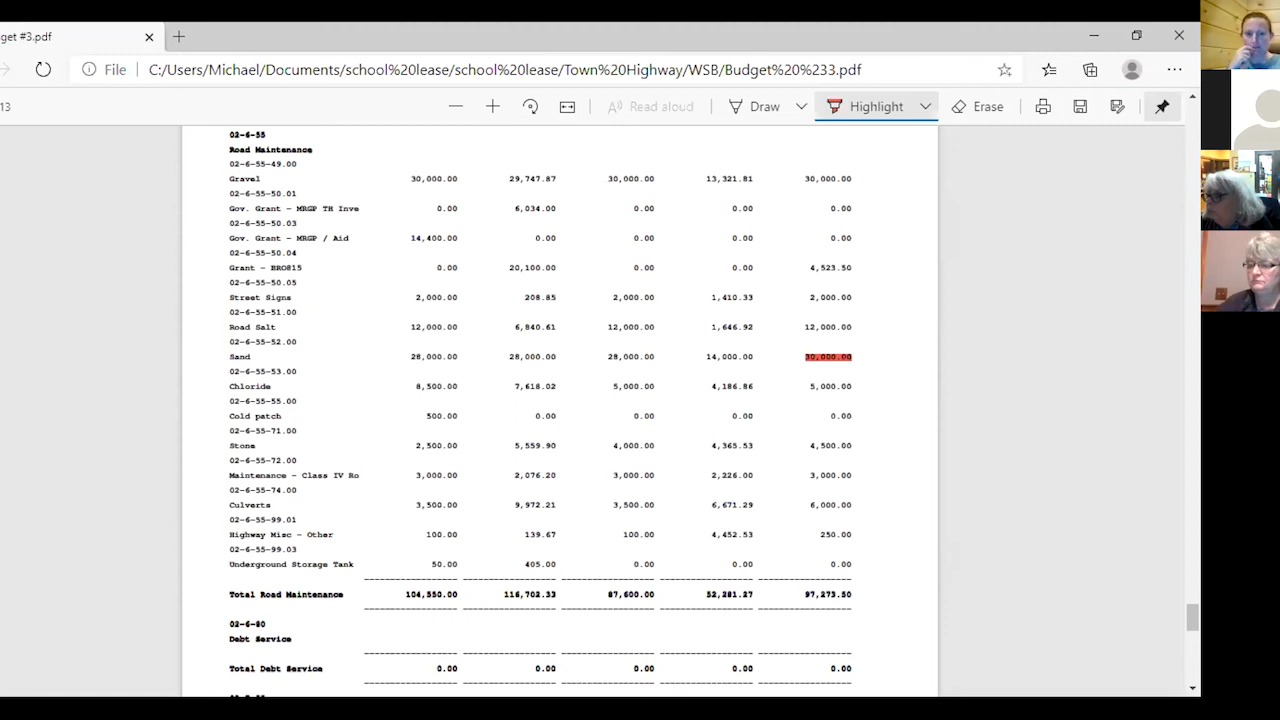 get #3.pdf
File C:/Users/Michael/Documents/school%20lease/school%20lease/Town%20Highway/WSB/Budget%20%233.pdf
13 Read aloud Draw Highlight Erase
02-6-55
Road Maintenance
02-6-55-49.00
Gravel 30,000.00 29,747.87 30,000.00 13,321.81 30,000.00
02-6-55-50.01
Gov. Grant - MRGP TH Inve 0.00 6,034.00 0.00 0.00 0.00
02-6-55-50.03
Gov. Grant - MRGP / Aid 14,400.00 0.00 0.00 0.00 0.00
02-6-55-50.04
Grant - BRO815 0.00 20,100.00 0.00 0.00 4,523.50
02-6-55-50.05
Street Signs 2,000.00 208.85 2,000.00 1,410.33 2,000.00
02-6-55-51.00
Road Salt 12,000.00 6,840.61 12,000.00 1,646.92 12,000.00
02-6-55-52.00
Sand 28,000.00 28,000.00 28,000.00 14,000.00 30,000.00
02-6-55-53.00
Chloride 8,500.00 7,618.02 5,000.00 4,186.86 5,000.00
02-6-55-55.00
Cold patch 500.00 0.00 0.00 0.00 0.00
02-6-55-71.00
Stone 2,500.00 5,559.90 4,000.00 4,365.53 4,500.00
02-6-55-72.00
Maintenance - Class IV Ro 3,000.00 2,076.20 3,000.00 2,226.00 3,000.00
02-6-55-74.00
Culverts 3,500.00 9,972.21 3,500.00 6,671.29 6,000.00
02-6-55-99.01
Highway Misc - Other 100.00 139.67 100.00 4,452.53 250.00
02-6-55-99.03
Underground Storage Tank 50.00 405.00 0.00 0.00 0.00
Total Road Maintenance 104,550.00 116,702.33 87,600.00 52,281.27 97,273.50
02-6-80
Debt Service
Total Debt Service 0.00 0.00 0.00 0.00 0.00